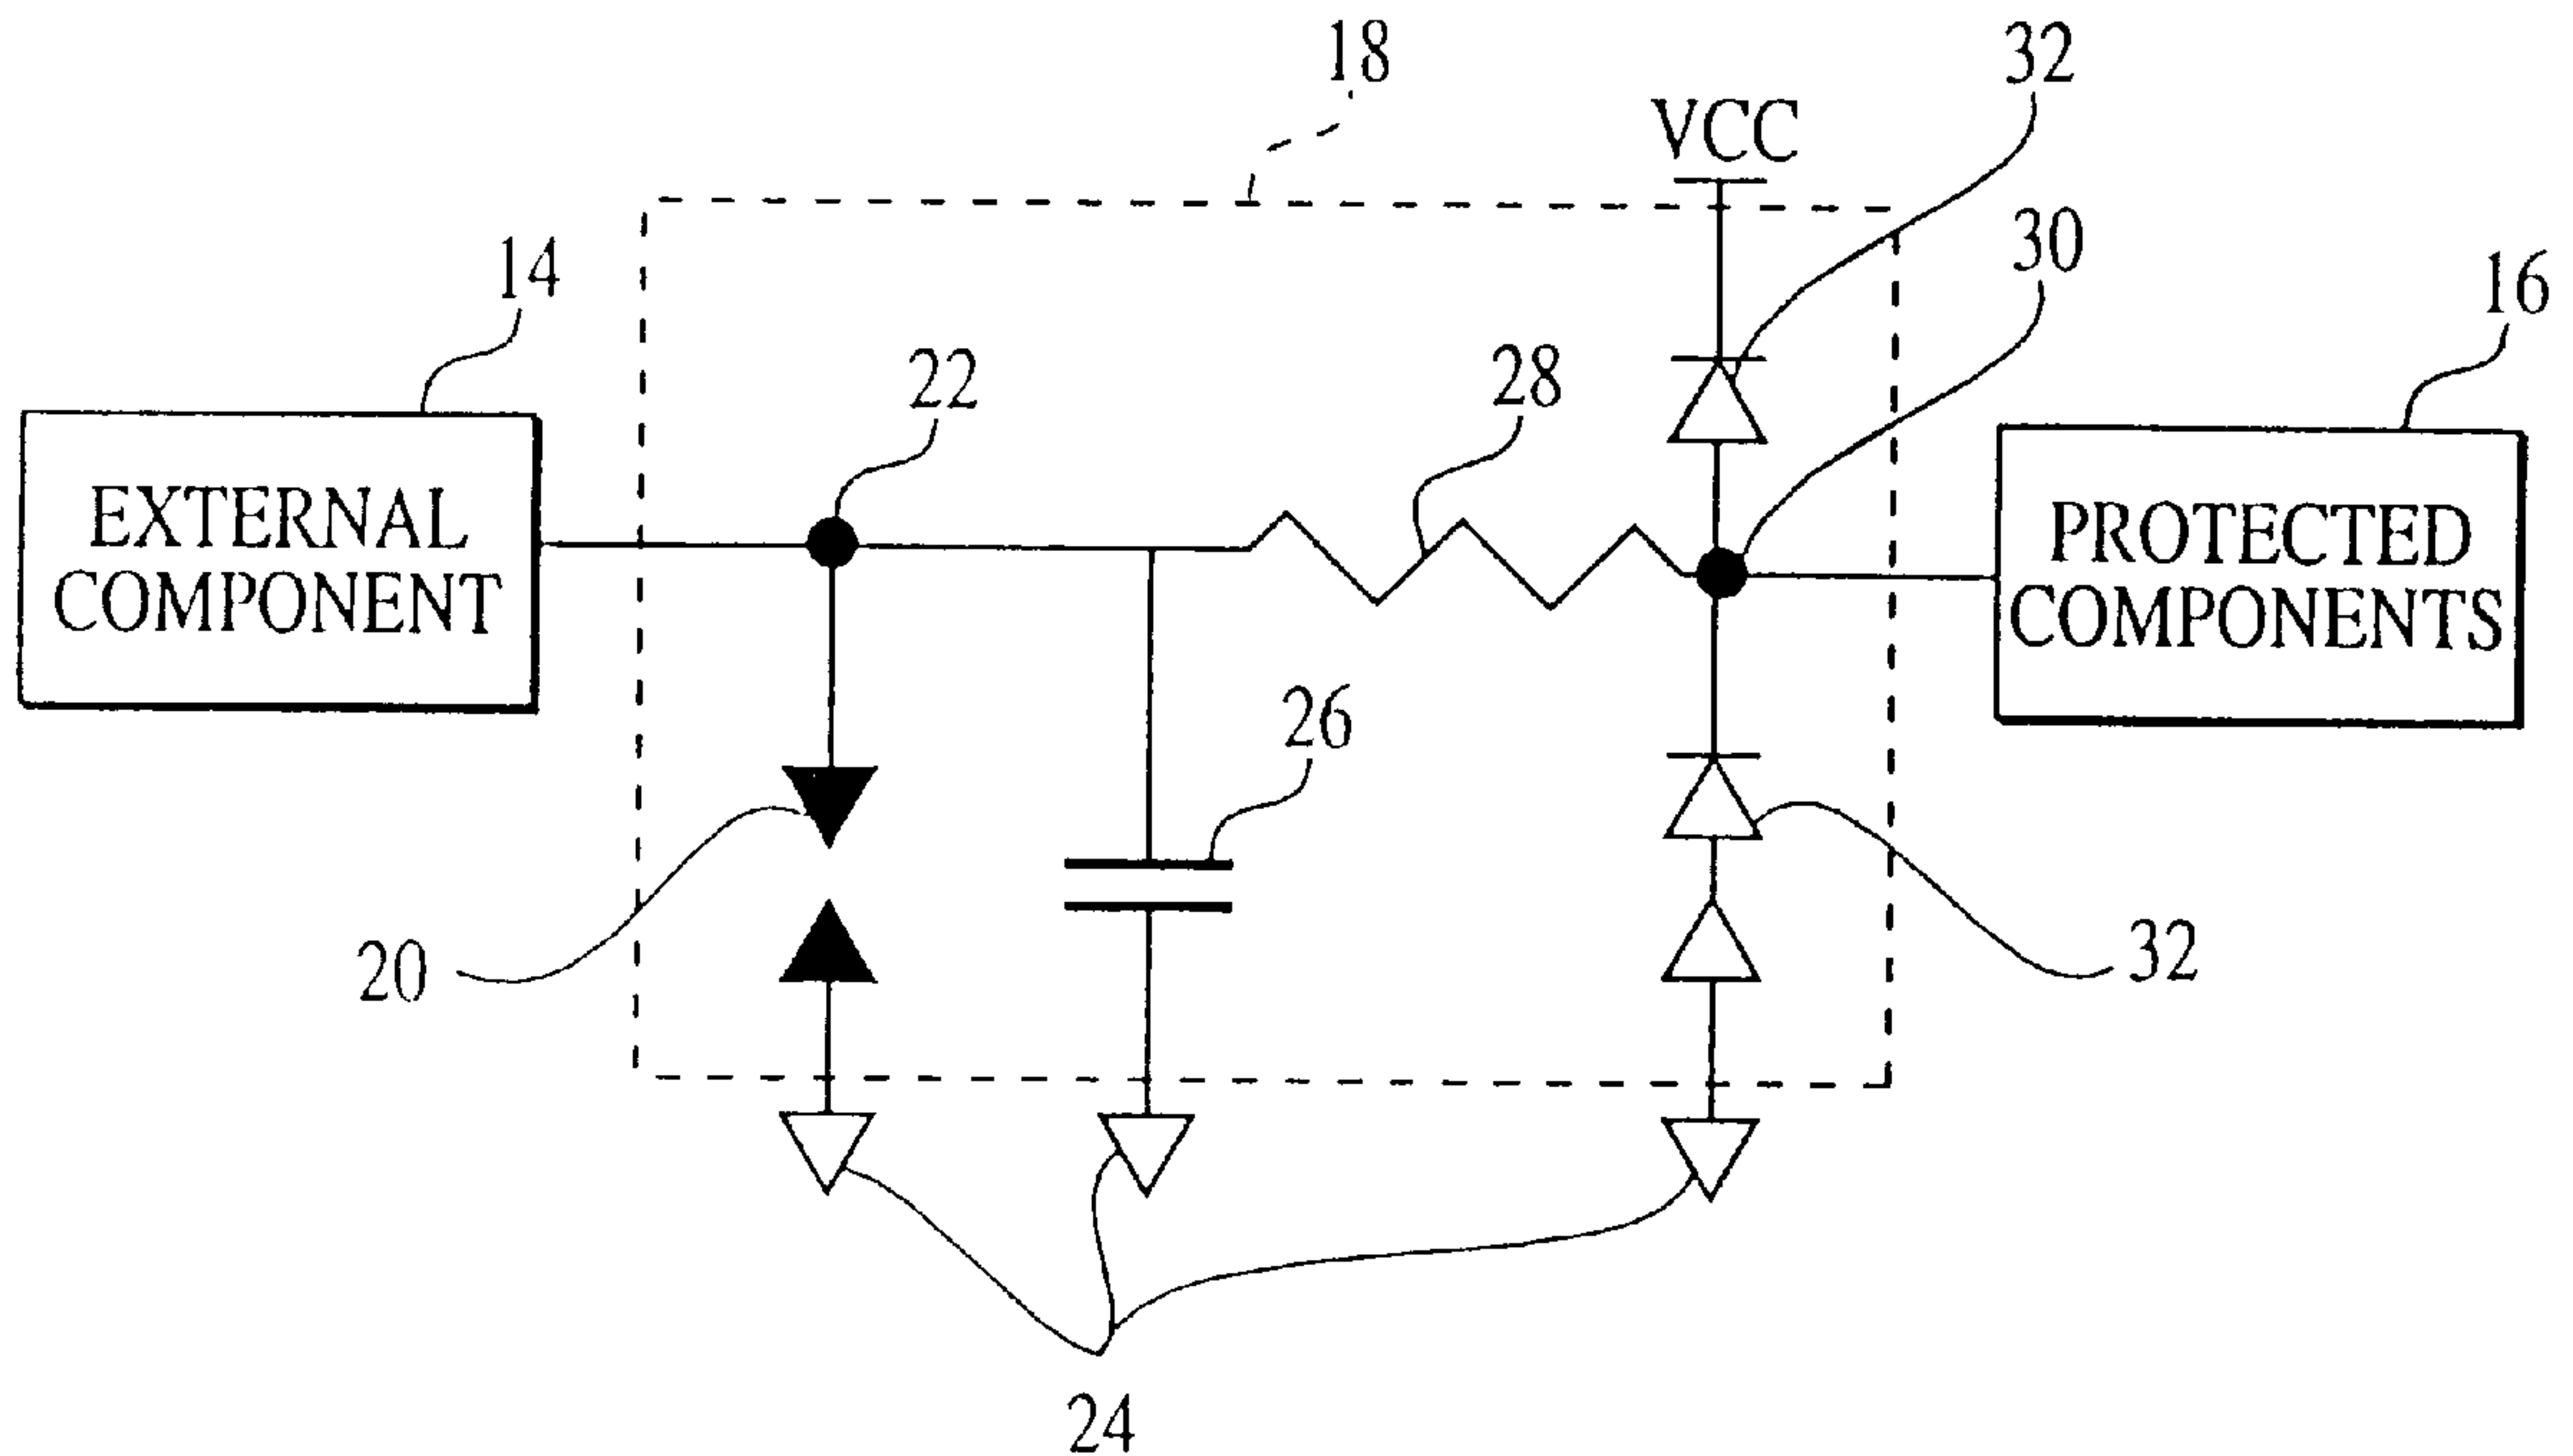 18
32
VCC
30
14
16
22
28
EXTERNAL
COMPONENT
PROTECTED
COMPONENTS
26
20
32
24